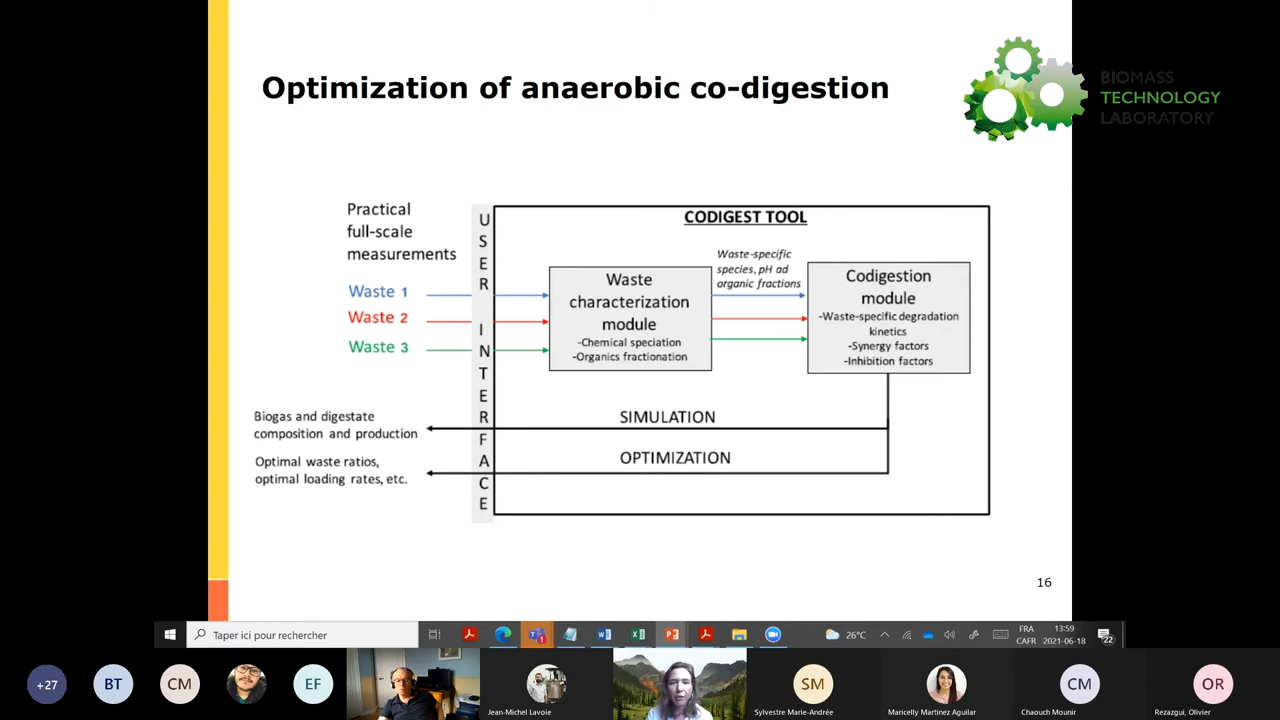 Optimization of anaerobic co-digestion
BIOMASS
TECHNOLOGY
LABORATORY
Practical
full-scale
measurements
Waste 1
Waste 2
Waste 3
USER INTERFACE
CODIGEST TOOL
Waste
characterization
module
-Chemical speciation
-Organics fractionation
Waste-specific
species, pH ad
organic fractions
Codigestion
module
-Waste-specific degradation
kinetics
-Synergy factors
-Inhibition factors
SIMULATION
Biogas and digestate
composition and production
OPTIMIZATION
Optimal waste ratios,
optimal loading rates, etc.
16
Taper ici pour rechercher
1
26°C
FRA
CAFR
13:59
2021-06-18
22
+27
BT
CM
EF
Jean-Michel Lavoie
SM
Sylvestre Marie-Andrée
Maricelly Martinez Aguilar
CM
Chaouch Mounir
OR
Rezazgui, Olivier